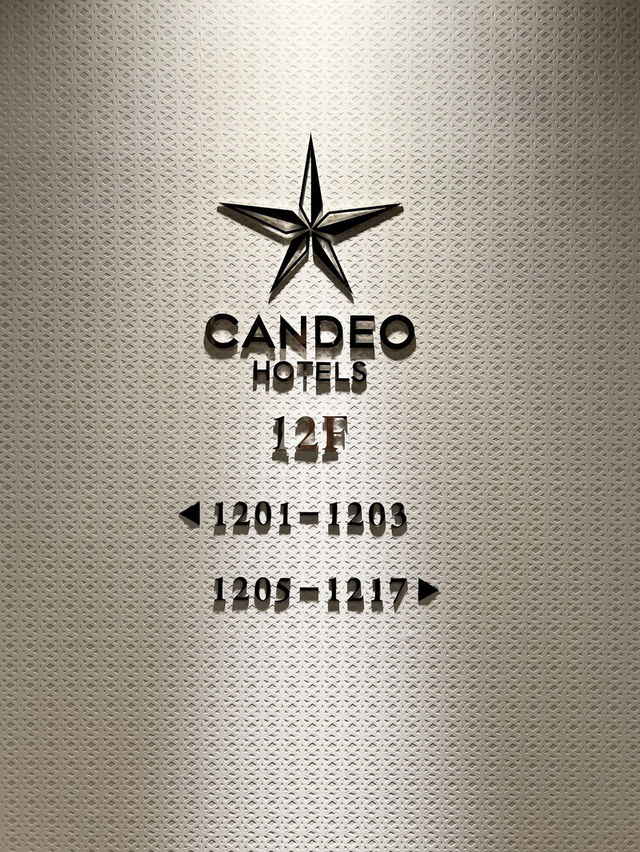 CANDEO
HOTELS
12F
◀ 1201-1203
1205-1217 ▶